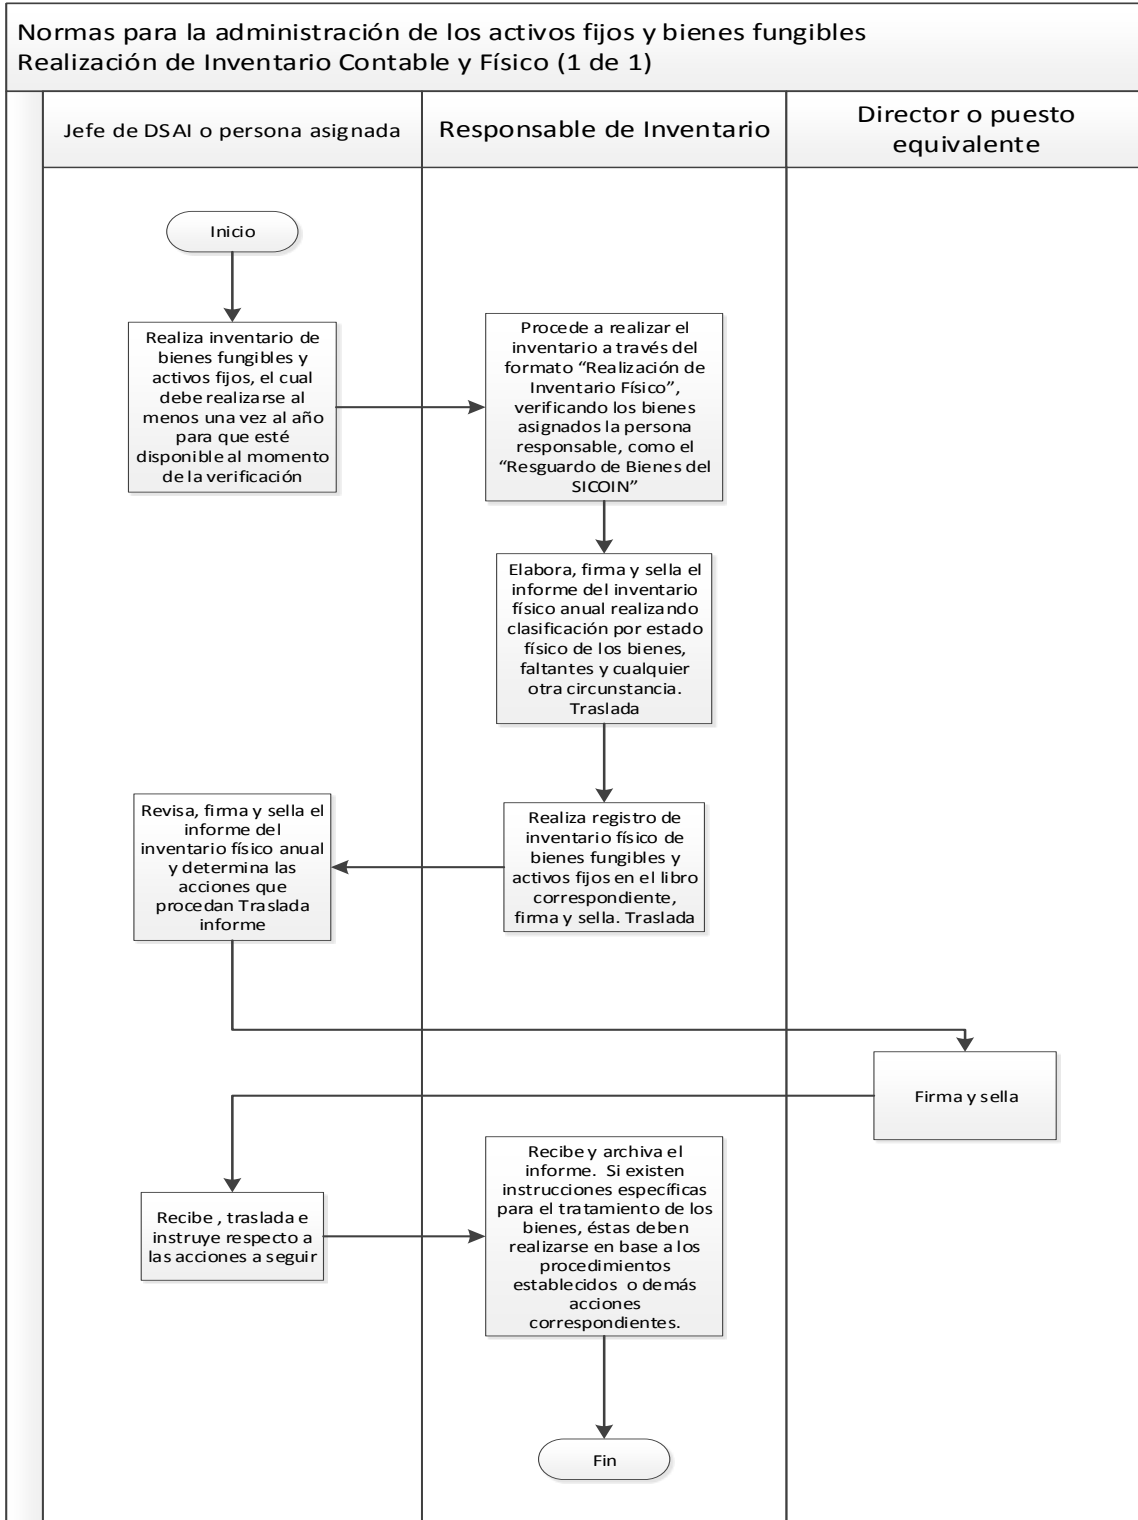 Normas para la administración de los activos fijos y bienes fungibles
Realización de Inventario Contable y Físico (1 de 1)
Jefe de DSAI o persona asignada
Responsable de Inventario
Director o puesto
equivalente
Inicio
Realiza inventario de
bienes fungibles y
activos fijos, el cual
debe realizarse al
menos una vez al año
para que esté
disponible al momento
de la verificación
Procede a realizar el
inventario a través del
formato “Realización de
Inventario Físico”,
verificando los bienes
asignados la persona
responsable, como el
“Resguardo de Bienes del
SICOIN”
Elabora, firma y sella el
informe del inventario
físico anual realizando
clasificación por estado
físico de los bienes,
faltantes y cualquier
otra circunstancia.
Traslada
Realiza registro de
inventario físico de
bienes fungibles y
activos fijos en el libro
correspondiente,
firma y sella. Traslada
Revisa, firma y sella el
informe del
inventario físico anual
y determina las
acciones que
procedan Traslada
informe
Firma y sella
Recibe , traslada e
instruye respecto a
las acciones a seguir
Recibe y archiva el
informe.  Si existen
instrucciones específicas
para el tratamiento de los
bienes, éstas deben
realizarse en base a los
procedimientos
establecidos  o demás
acciones
correspondientes.
Fin